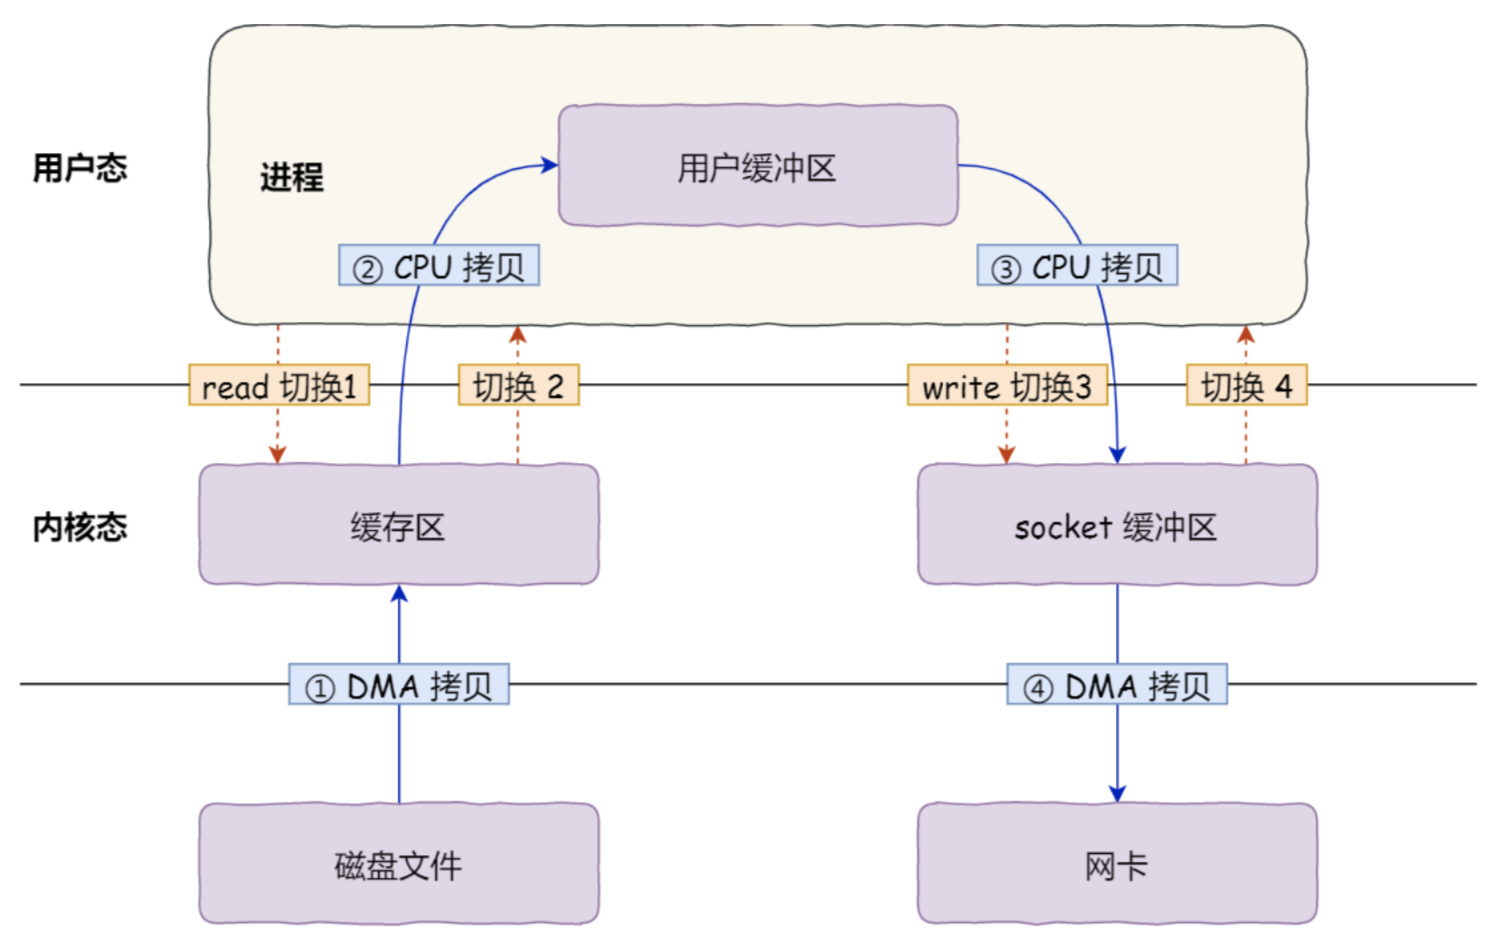 用户态
进程
用户缓冲区
② CPU 拷贝
③ CPU 拷贝
read 切换1
切换 2
write 切换3
切换 4
内核态
缓存区
socket 缓冲区
① DMA 拷贝
④ DMA 拷贝
磁盘文件
网卡